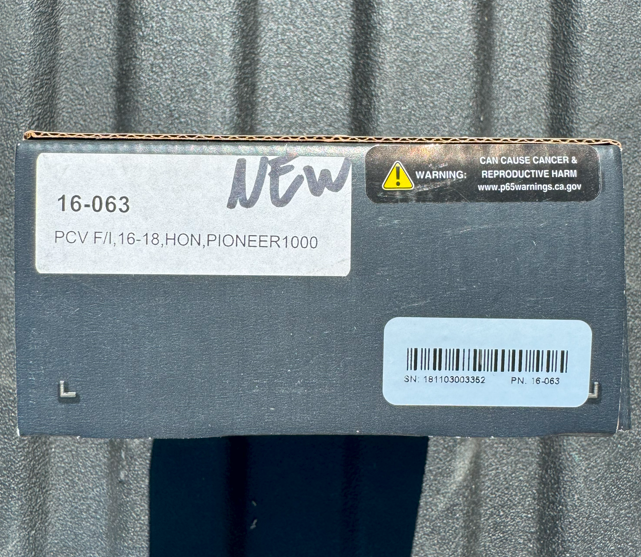 NEW
16-063
PCV F/I,16-18,HON,PIONEER1000
WARNING:
CAN CAUSE CANCER &
REPRODUCTIVE HARM
www.p65warnings.ca.gov
SN: 181103003352 PN: 16-063